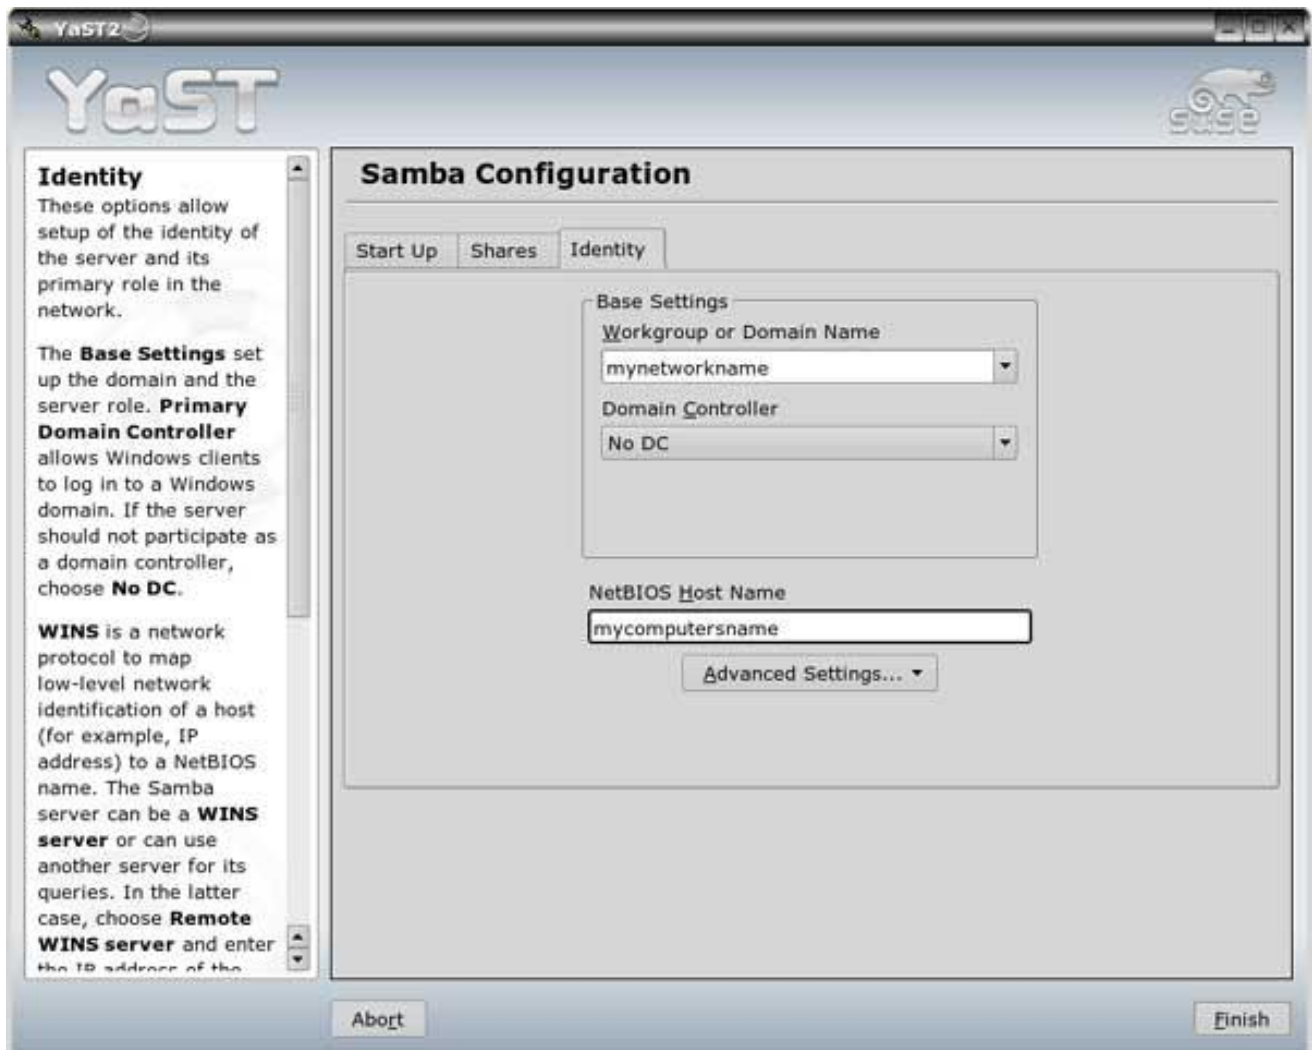 YaST2
YaST
suse
Identity
These options allow
setup of the identity of
the server and its
primary role in the
network.
The Base Settings set
up the domain and the
server role. Primary
Domain Controller
allows Windows clients
to log in to a Windows
domain. If the server
should not participate as
a domain controller,
choose No DC.
WINS is a network
protocol to map
low-level network
identification of a host
(for example, IP
address) to a NetBIOS
name. The Samba
server can be a WINS
server or can use
another server for its
queries. In the latter
case, choose Remote
WINS server and enter
the IP address of the
Samba Configuration
Start Up Shares Identity
Base Settings
Workgroup or Domain Name
mynetworkname
Domain Controller
No DC
NetBIOS Host Name
mycomputersname
Advanced Settings...
Abort
Finish